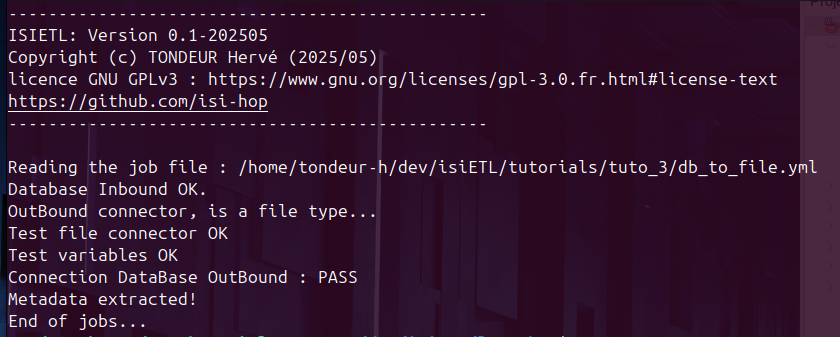 ------------------------------------------------
ISIETL: Version 0.1-202505
Copyright (c) TONDEUR Hervé (2025/05)
licence GNU GPLv3 : https://www.gnu.org/licenses/gpl-3.0.fr.html#license-text
https://github.com/isi-hop
------------------------------------------------
Reading the job file : /home/tondeur-h/dev/isiETL/tutorials/tuto_3/db_to_file.yml
Database Inbound OK.
OutBound connector, is a file type...
Test file connector OK
Test variables OK
Connection DataBase OutBound : PASS
Metadata extracted!
End of jobs...